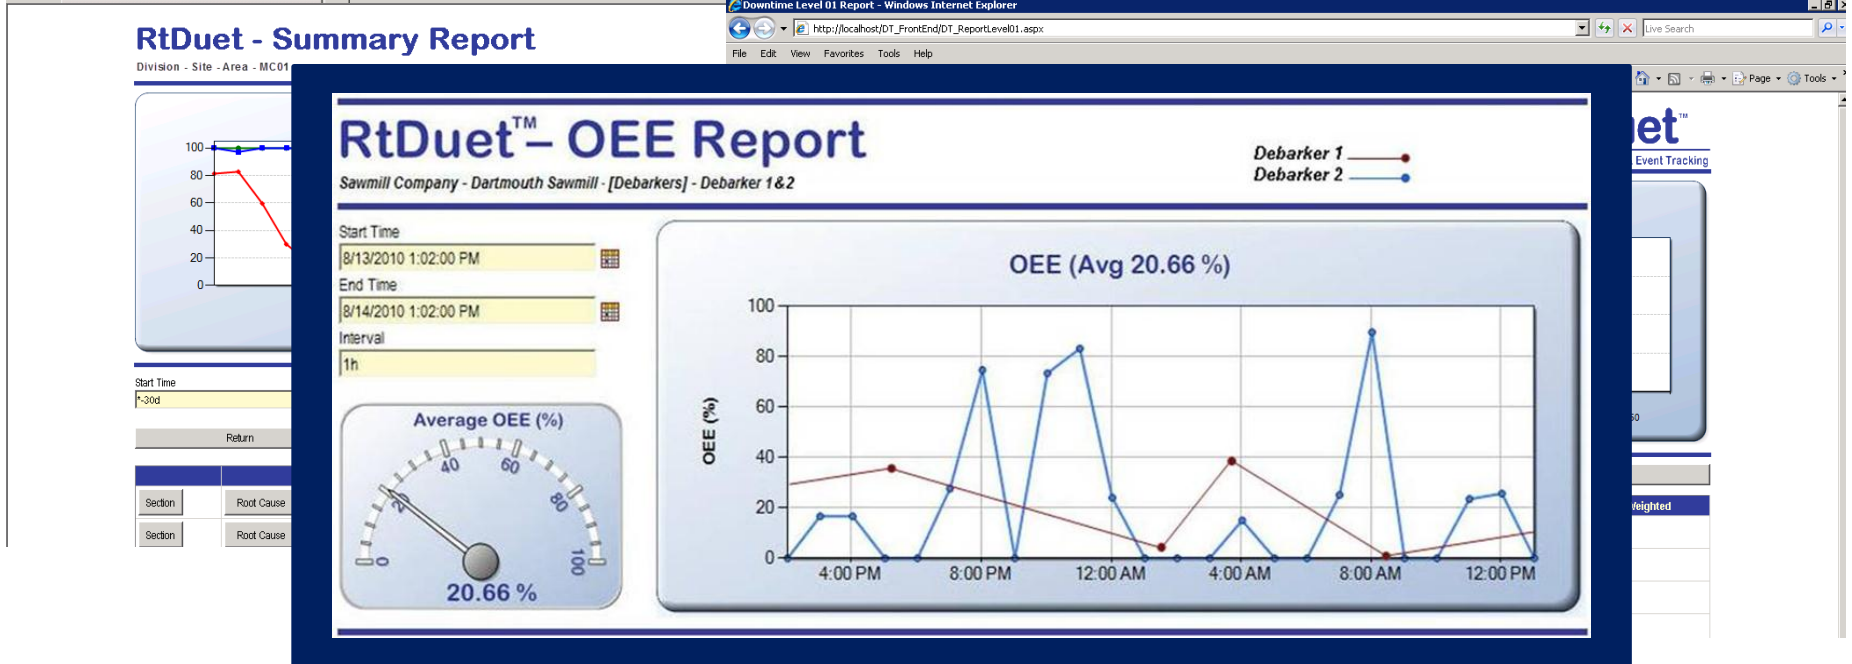 RtDuet - Summary Report
Division - Site - Area - MC01
100
80
60
40
20
0
Start Time
*-30d
Return
Section
Root Cause
Section
Root Cause
Downtime Level 01 Report - Windows Internet Explorer
http://localhost/DT_FrontEnd/DT_ReportLevel01.aspx
Live Search
File Edit View Favorites Tools Help
Page
Tools
Event Tracking
Weighted
RtDuet™– OEE Report
Sawmill Company - Dartmouth Sawmill - [Debarkers] - Debarker 1&2
Debarker 1
Debarker 2
Start Time
8/13/2010 1:02:00 PM
End Time
8/14/2010 1:02:00 PM
Interval
1h
Average OEE (%)
0 20 40 60 80 100
20.66 %
OEE (Avg 20.66 %)
OEE (%)
100
80
60
40
20
0
4:00 PM 8:00 PM 12:00 AM 4:00 AM 8:00 AM 12:00 PM